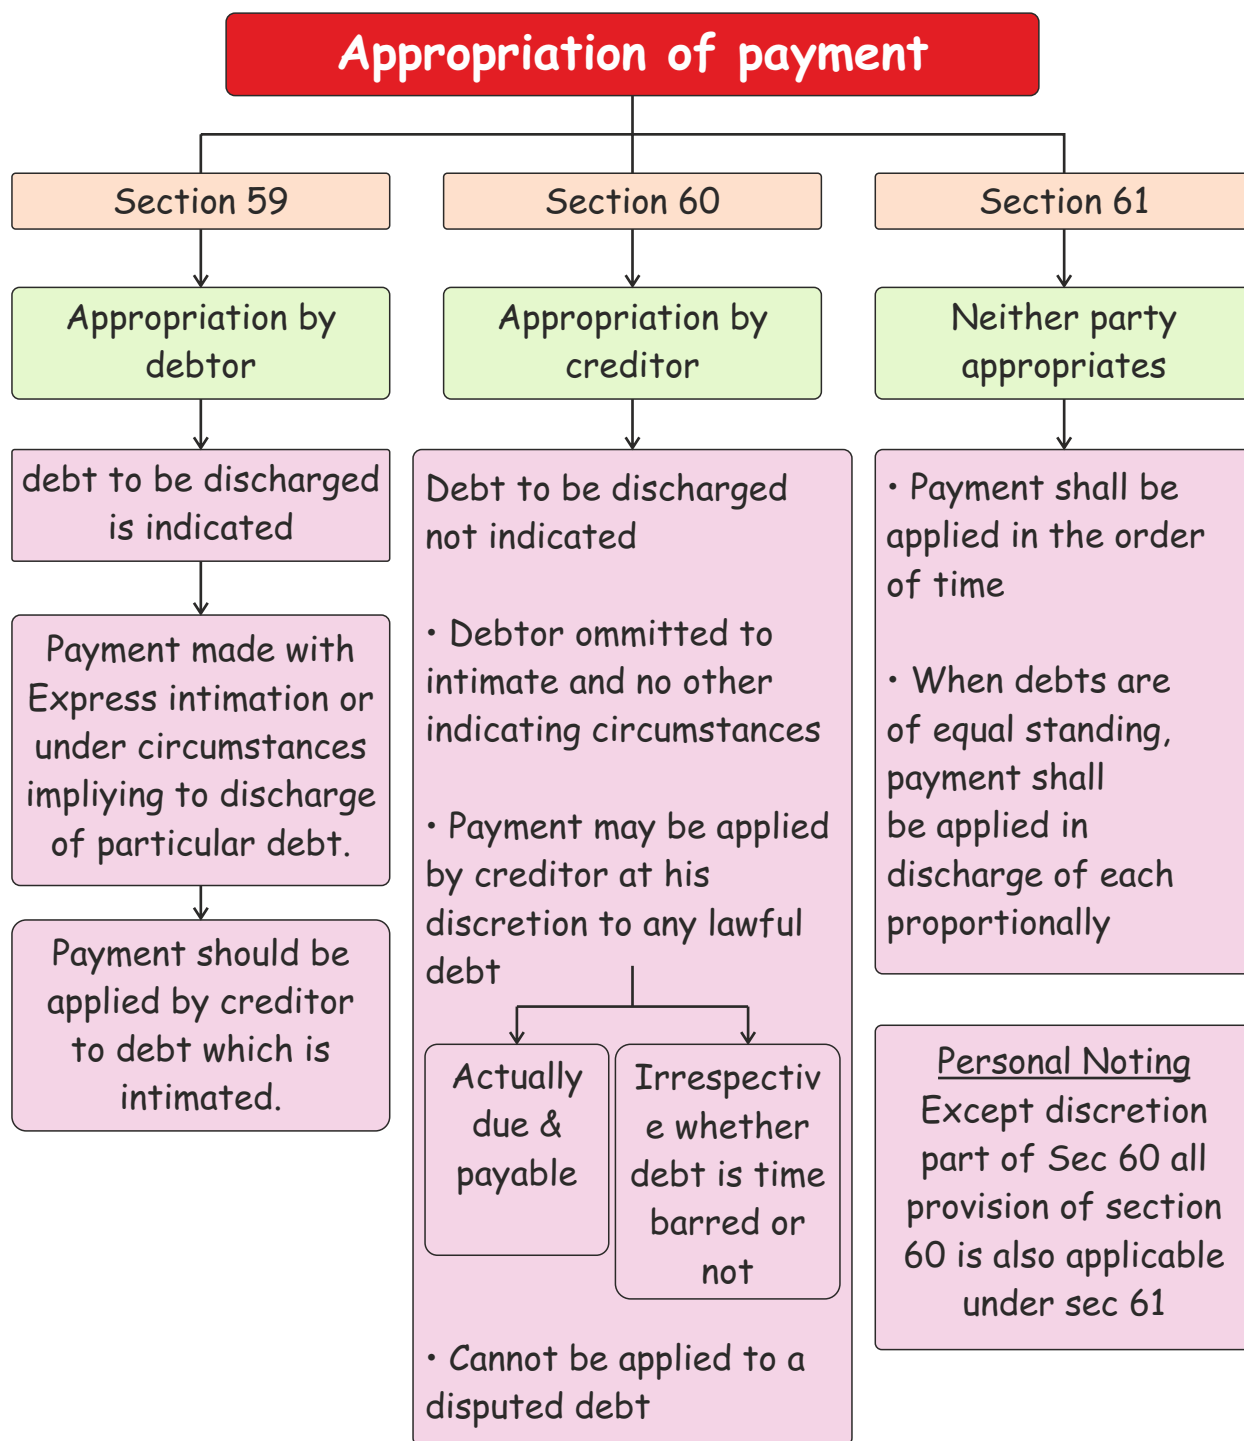 Appropriation of payment
Section 59
Appropriation by
debtor
debt to be discharged
is indicated
Payment made with
Express intimation or
under circumstances
impliying to discharge
of particular debt.
Payment should be
applied by creditor
to debt which is
intimated.
Section 60
Appropriation by
creditor
Debt to be discharged
not indicated
• Debtor ommitted to
intimate and no other
indicating circumstances
• Payment may be applied
by creditor at his
discretion to any lawful
debt
Actually
due &
payable
Irrespectiv
e whether
debt is time
barred or
not
• Cannot be applied to a
disputed debt
Section 61
Neither party
appropriates
• Payment shall be
applied in the order
of time
• When debts are
of equal standing,
payment shall
be applied in
discharge of each
proportionally
Personal Noting
Except discretion
part of Sec 60 all
provision of section
60 is also applicable
under sec 61